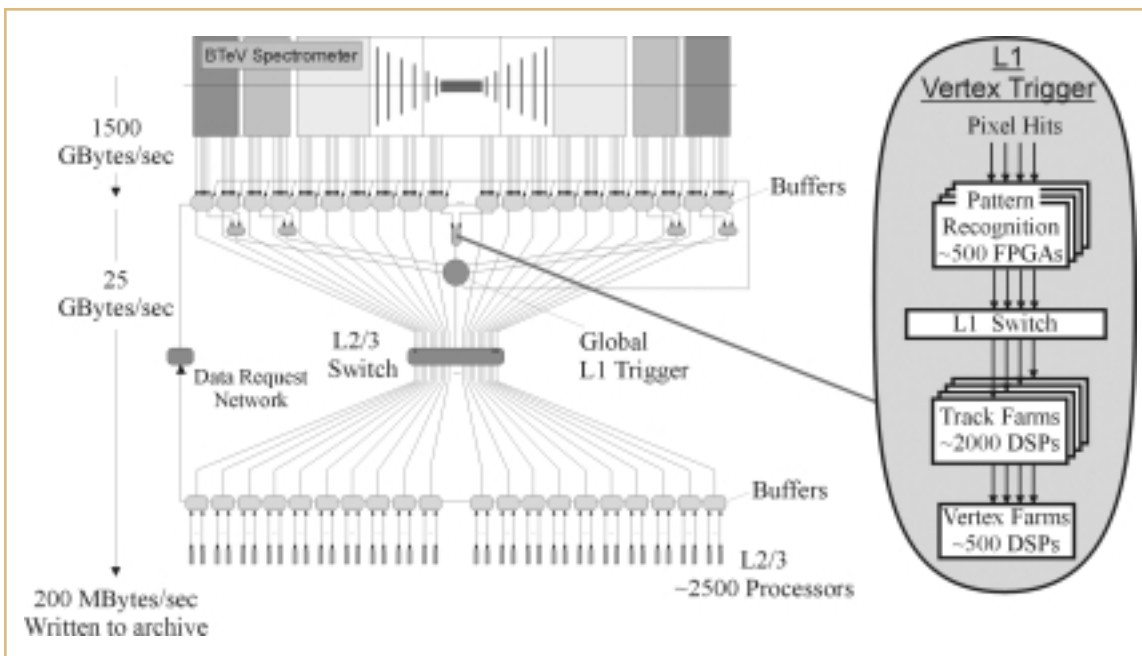 BTeV Spectrometer
1500
GBytes/sec
Buffers
25
GBytes/sec
L2/3
Switch
Global
L1 Trigger
Data Request
Network
Buffers
L2/3
~2500 Processors
200 MBytes/sec
Written to archive
L1
Vertex Trigger
Pixel Hits
Pattern
Recognition
~500 FPGAs
L1 Switch
Track Farms
~2000 DSPs
Vertex Farms
~500 DSPs